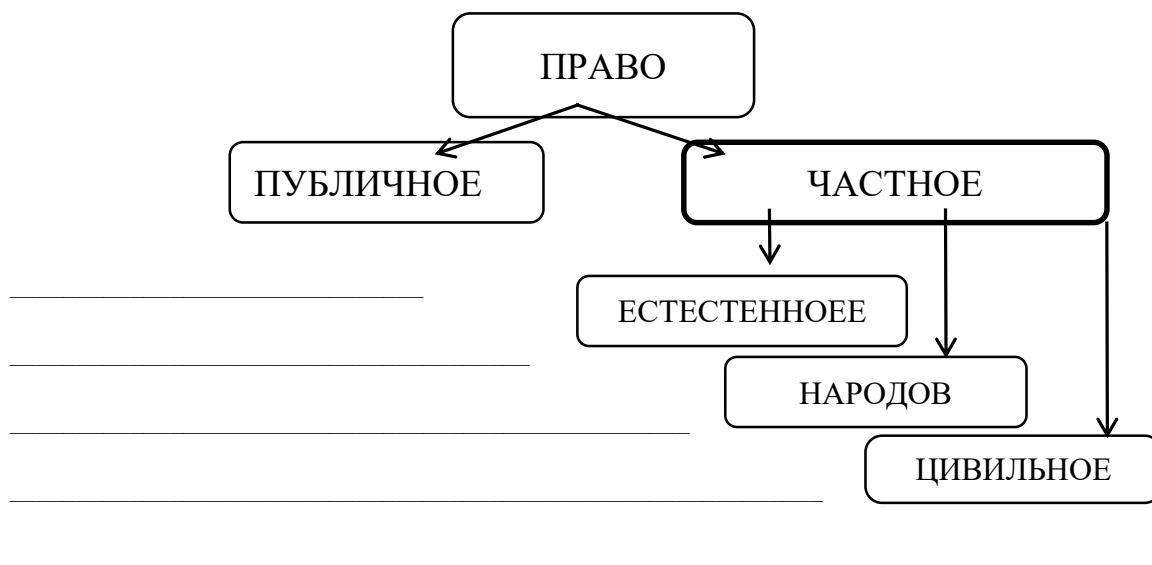 ПРАВО
ПУБЛИЧНОЕ
ЧАСТНОЕ
ЕСТЕСТЕННОЕЕ
НАРОДОВ
ЦИВИЛЬНОЕ